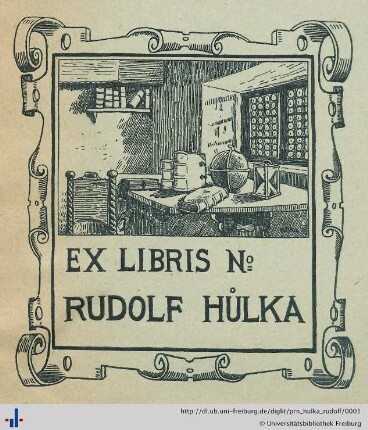 EX LIBRIS Nº
RUDOLF HŮLKA
http://dl.ub.uni-freiburg.de/diglit/prn_hulka_rudolf/0001
© Universitätsbibliothek Freiburg